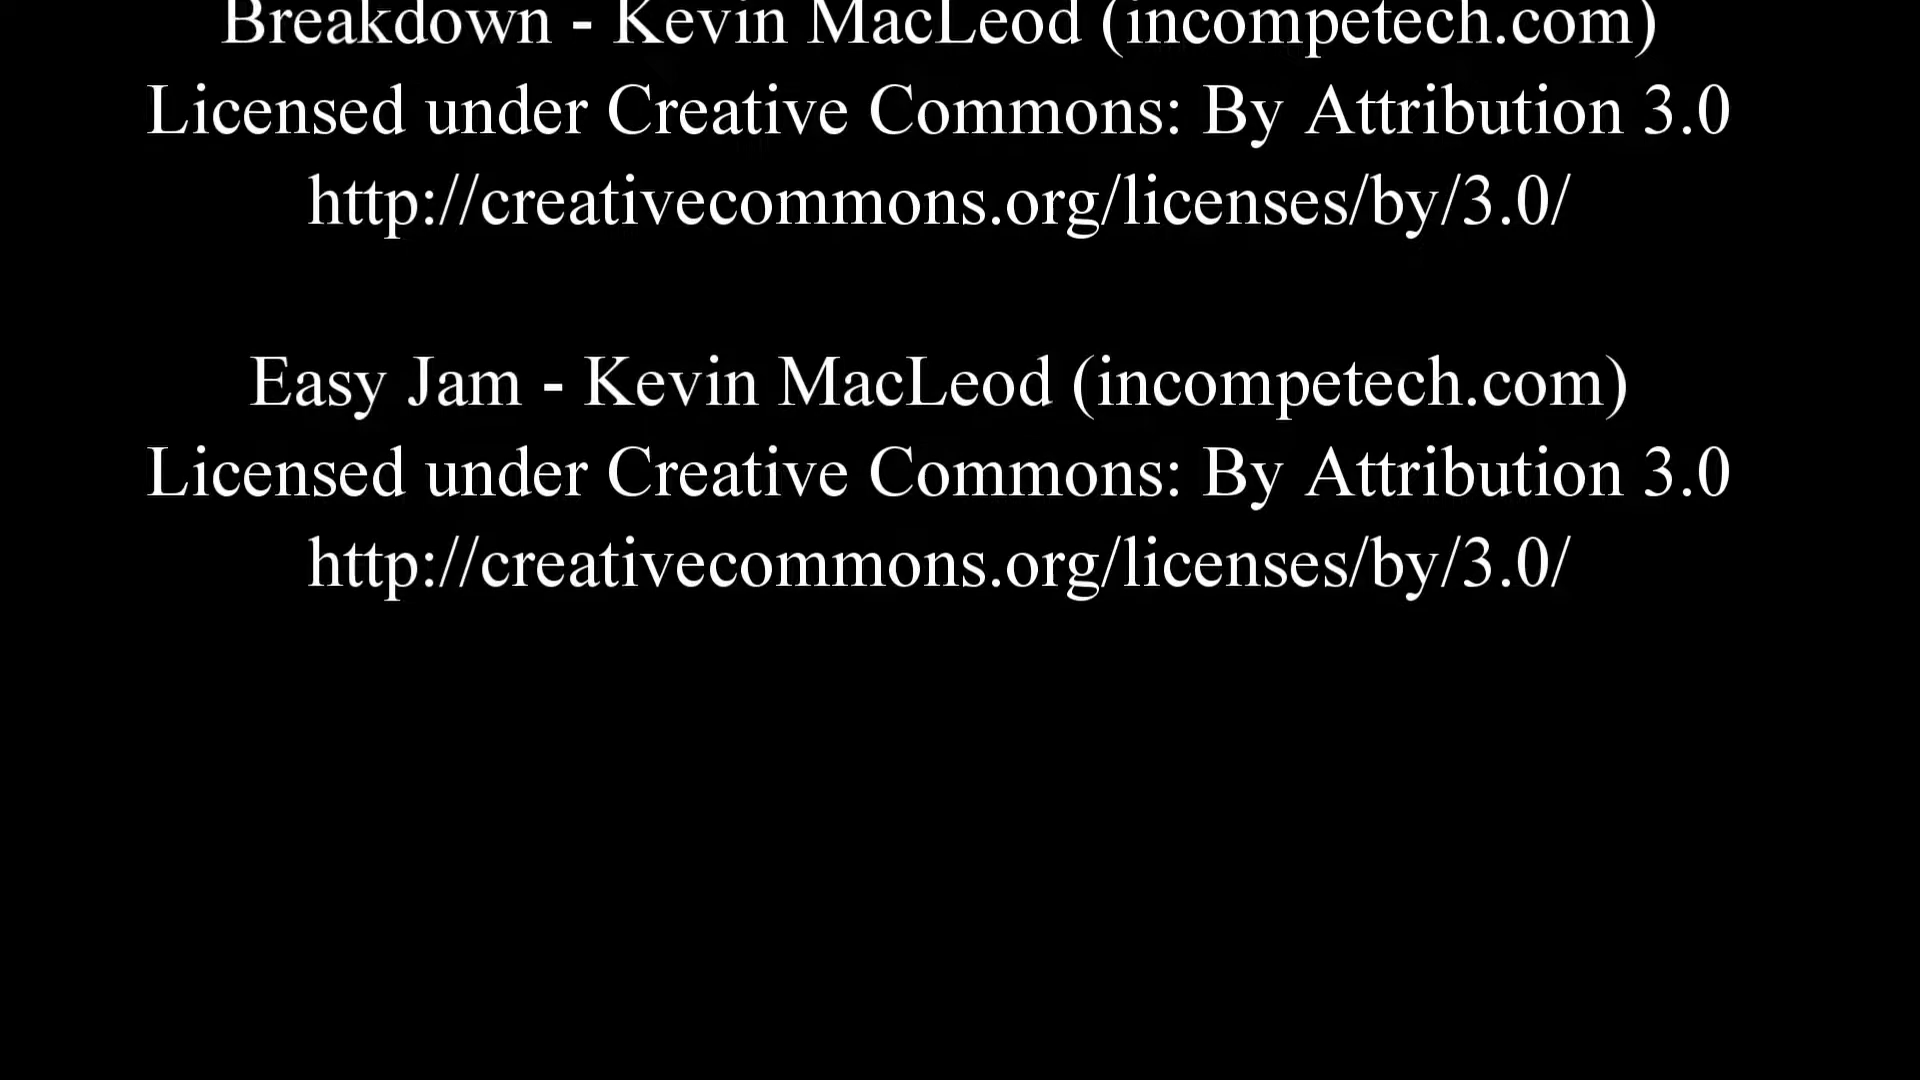 Breakdown - Kevin MacLeod (incompetech.com)
Licensed under Creative Commons: By Attribution 3.0
http://creativecommons.org/licenses/by/3.0/
Easy Jam - Kevin MacLeod (incompetech.com)
Licensed under Creative Commons: By Attribution 3.0
http://creativecommons.org/licenses/by/3.0/